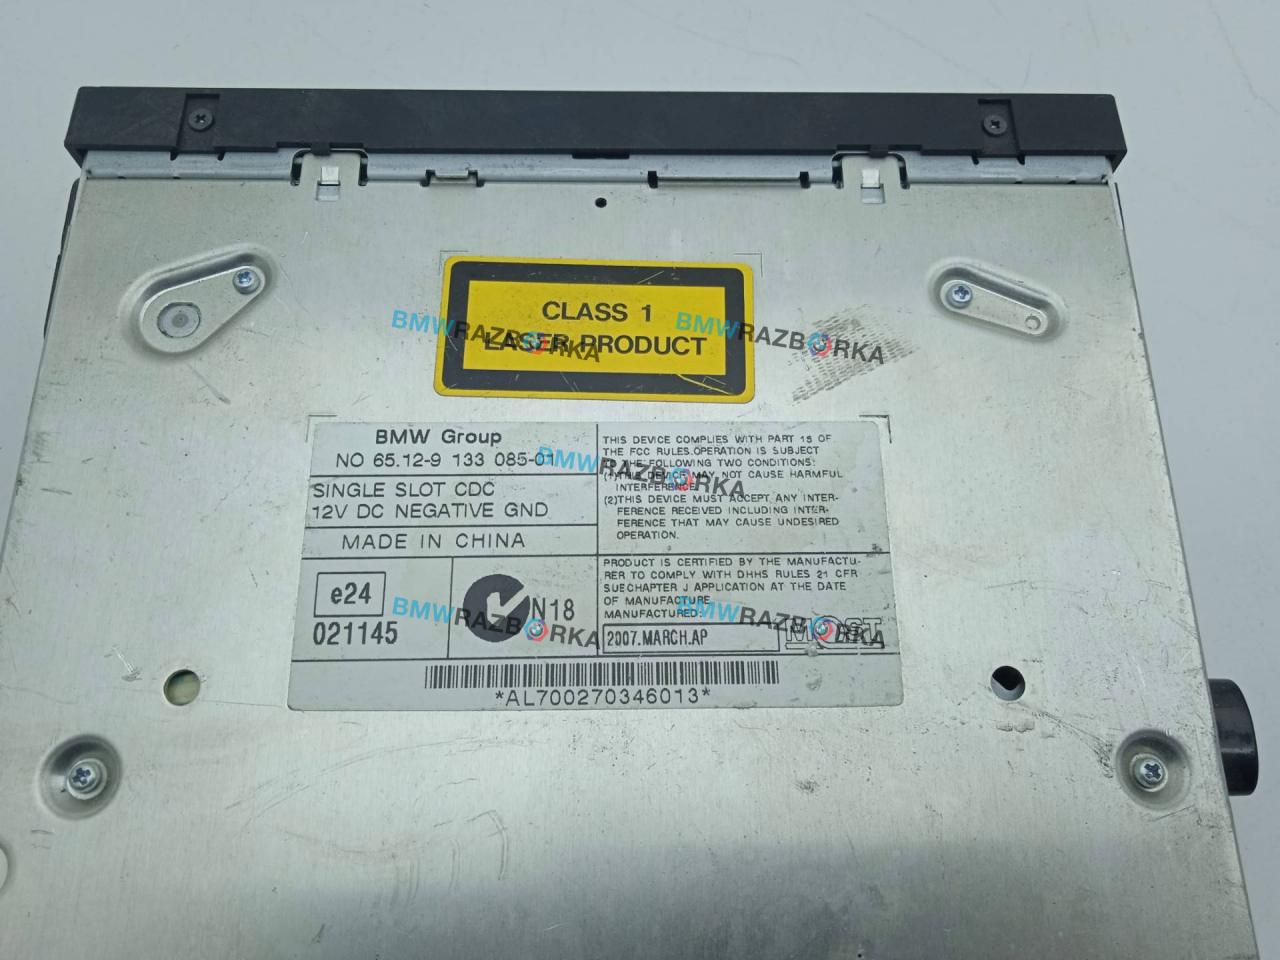 CLASS 1
LASER PRODUCT
BMWRAZBORKA
BMWRAZBORKA
BMW Group
NO 65.12-9 133 085-01
SINGLE SLOT CDC
12V DC NEGATIVE GND
MADE IN CHINA
e24
021145
N18
THIS DEVICE COMPLIES WITH PART 15 OF
THE FCC RULES.OPERATION IS SUBJECT
THE FOLLOWING TWO CONDITIONS:
(1)THIS DEVICE MAY NOT CAUSE HARMFUL
INTERFERENCE.
(2)THIS DEVICE MUST ACCEPT ANY INTER-
FERENCE RECEIVED INCLUDING INTER-
FERENCE THAT MAY CAUSE UNDESIRED
OPERATION.
BMWRAZBORKA
PRODUCT IS CERTIFIED BY THE MANUFACTU-
RER TO COMPLY WITH DHHS RULES 21 CFR
SUECHAPTER J APPLICATION AT THE DATE
OF MANUFACTURE
MANUFACTURED:
2007.MARCH.AP
MOST
BMWRAZBORKA
BMWRAZBORKA
*AL700270346013*